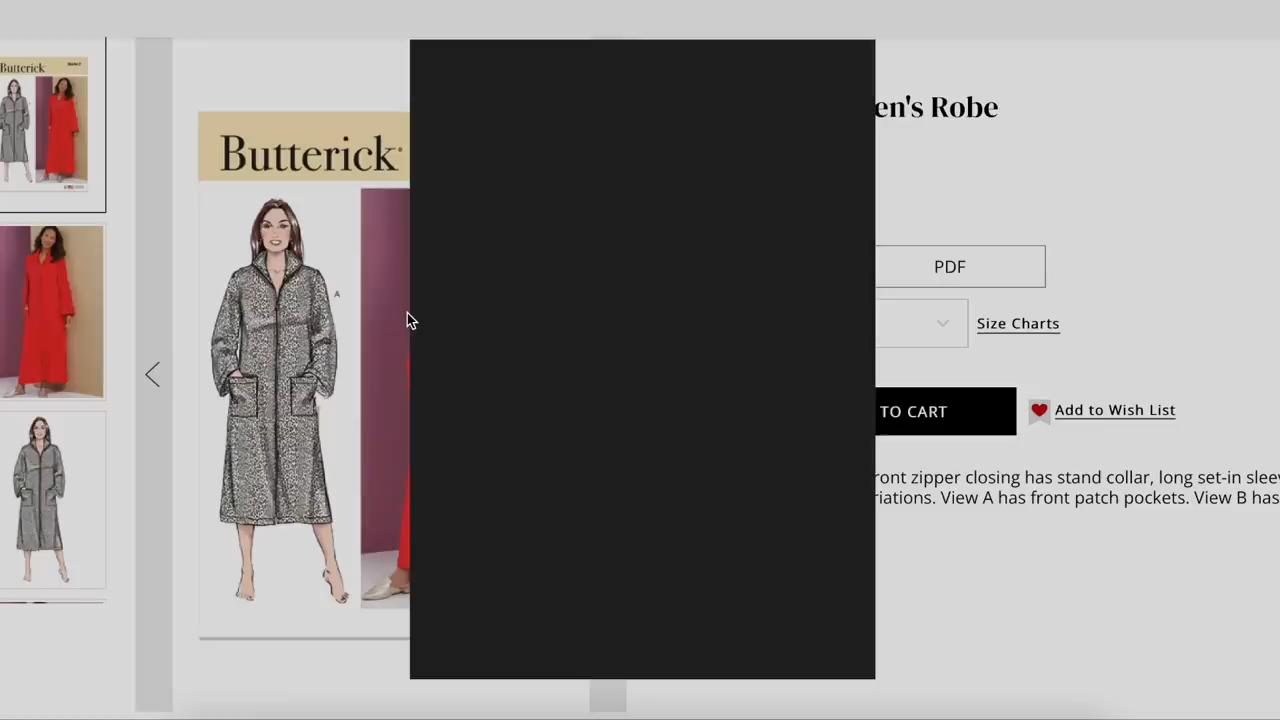 Butterick
Butterick
A
en's Robe
PDF
Size Charts
TO CART
Add to Wish List
ront zipper closing has stand collar, long set-in slee
riations. View A has front patch pockets. View B has